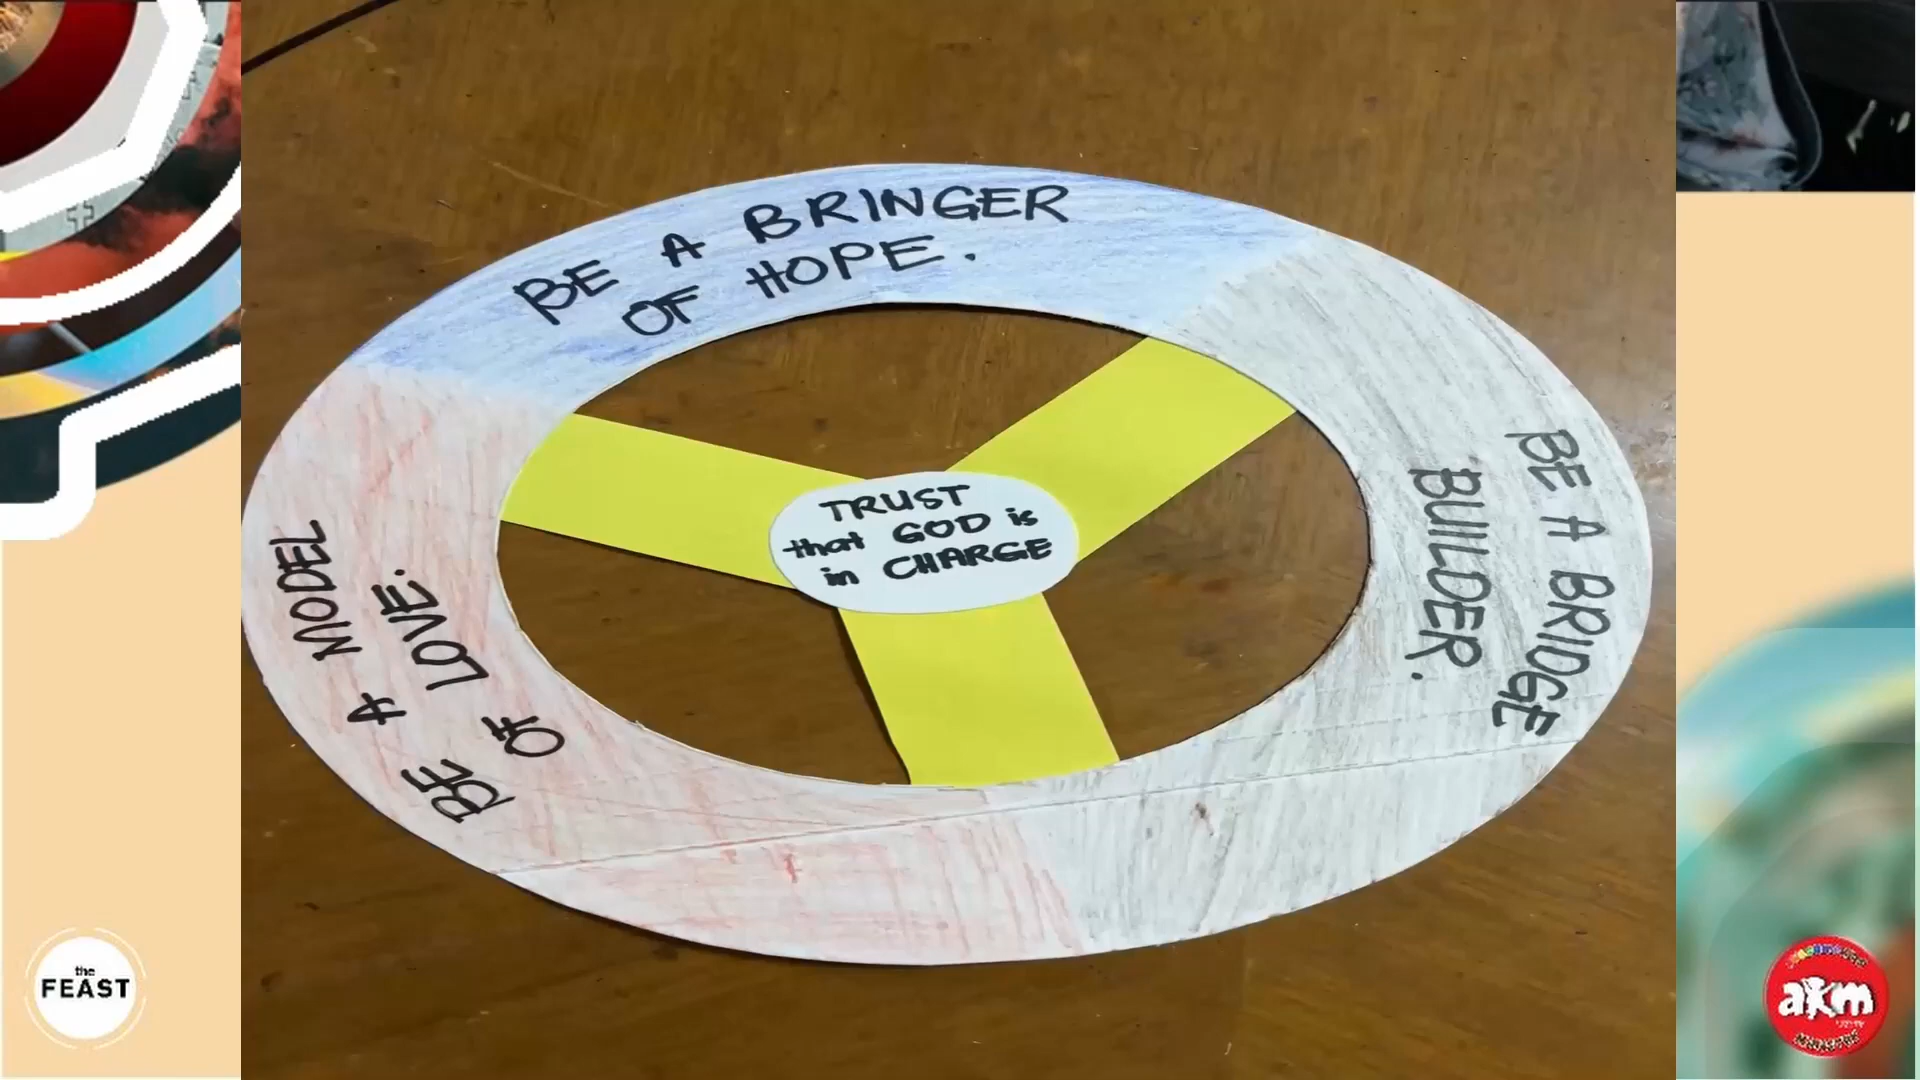 BE A BRINGER
OF HOPE.
BE A BRIDGE
BUILDER.
BE A MODEL
OF LOVE.
TRUST
that GOD is
in CHARGE
the
FEAST
akm
MINISTRY